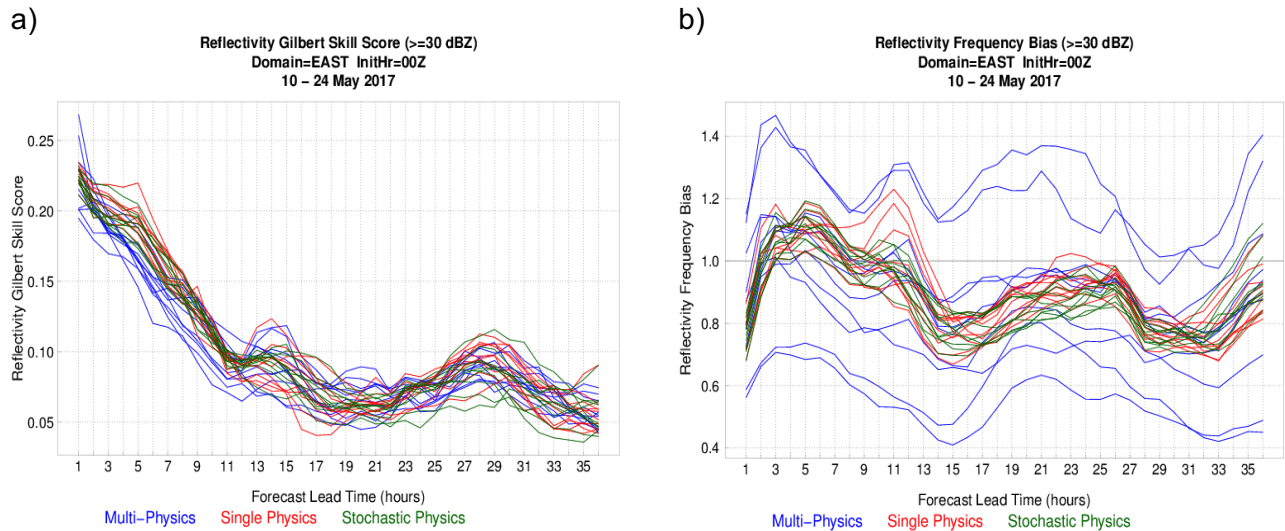 a)
Reflectivity Gilbert Skill Score (>=30 dBZ)
Domain=EAST InitHr=00Z
10 − 24 May 2017
Reflectivity Gilbert Skill Score
0.25
0.20
0.15
0.10
0.05
1 3 5 7 9 11 13 15 17 19 21 23 25 27 29 31 33 35
Forecast Lead Time (hours)
Multi−Physics Single Physics Stochastic Physics
b)
Reflectivity Frequency Bias (>=30 dBZ)
Domain=EAST InitHr=00Z
10 − 24 May 2017
Reflectivity Frequency Bias
1.4
1.2
1.0
0.8
0.6
0.4
1 3 5 7 9 11 13 15 17 19 21 23 25 27 29 31 33 35
Forecast Lead Time (hours)
Multi−Physics Single Physics Stochastic Physics